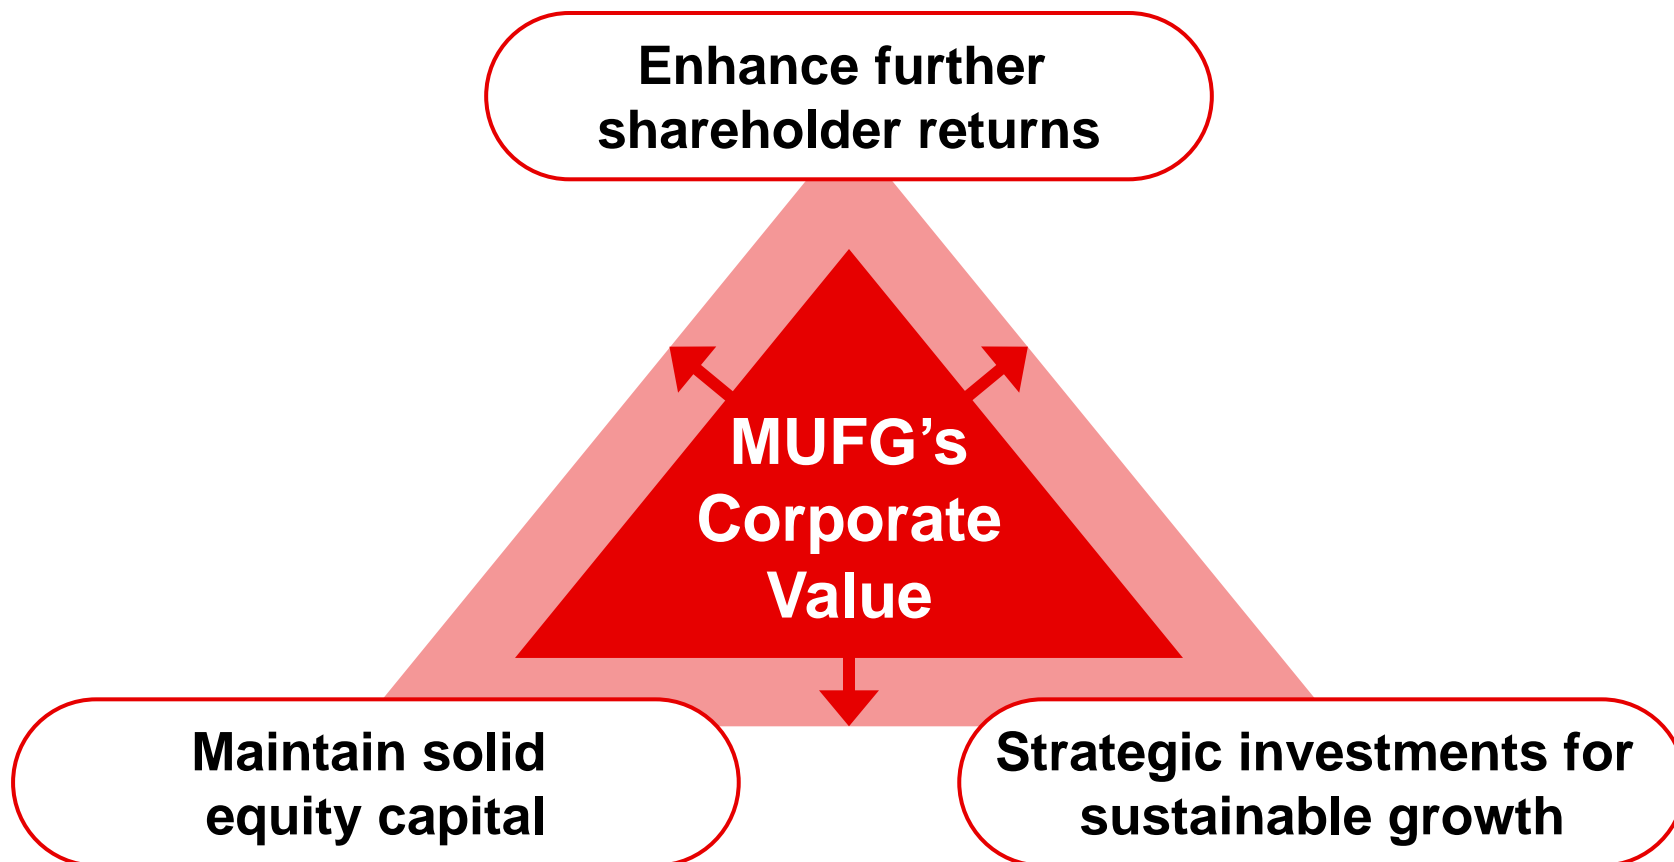 Enhance further
shareholder returns
MUFG’s
Corporate
Value
Maintain solid
equity capital
Strategic investments for
sustainable growth